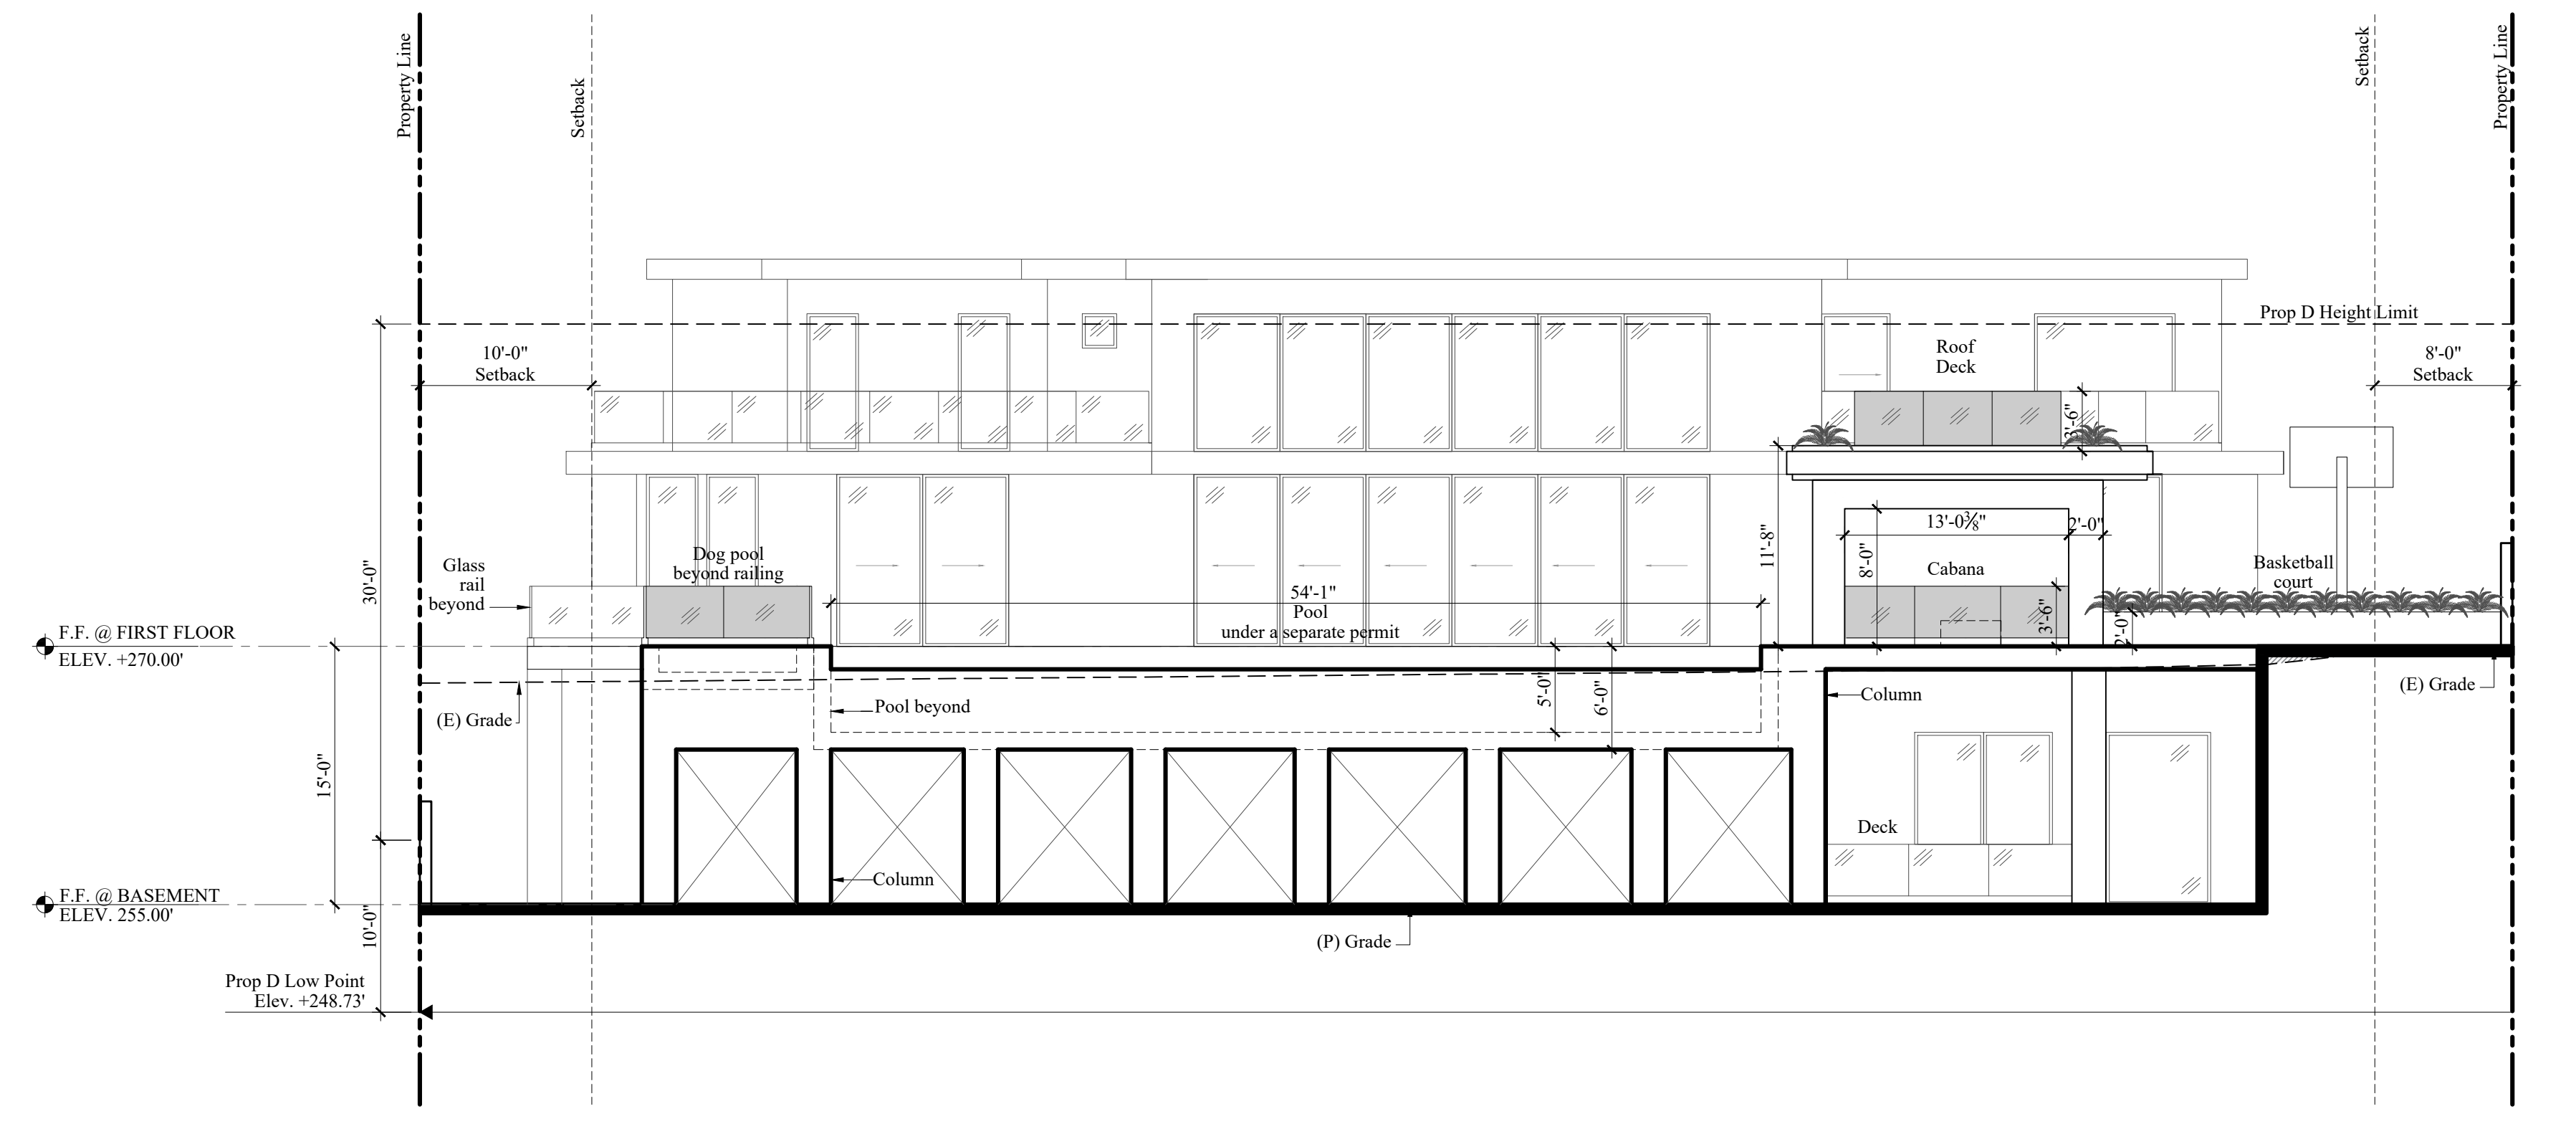 Property Line
Setback
Setback
Property Line
Prop D Height Limit
10'-0"
Setback
Roof
Deck
8'-0"
Setback
3'-6"
30'-0"
11'-8"
13'-0⅜"
2'-0"
8'-0"
Glass
rail
beyond
Dog pool
beyond railing
Cabana
Basketball
court
54'-1"
Pool
under a separate permit
3'-6"
2'-0"
F.F. @ FIRST FLOOR
ELEV. +270.00'
(E) Grade
(E) Grade
Pool beyond
5'-0"
6'-0"
Column
15'-0"
Deck
Column
F.F. @ BASEMENT
ELEV. 255.00'
10'-0"
(P) Grade
Prop D Low Point
Elev. +248.73'